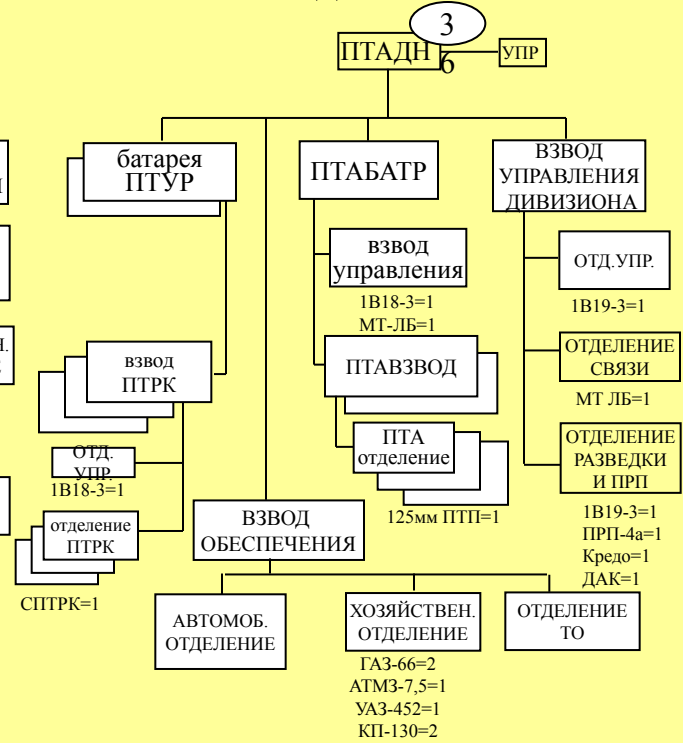 3
6
ПТАДН
УПР
батарея
ПТУР
ПТАБАТР
ВЗВОД
УПРАВЛЕНИЯ
ДИВИЗИОНА
взвод
управления
1В18-3=1
МТ-ЛБ=1
ОТД.УПР.
1В19-3=1
взвод
ПТРК
ПТАВЗВОД
ОТДЕЛЕНИЕ
СВЯЗИ
МТ ЛБ=1
ОТД.
УПР.
1В18-3=1
ПТА
отделение
125мм ПТП=1
ОТДЕЛЕНИЕ
РАЗВЕДКИ
И ПРП
1В19-3=1
ПРП-4а=1
Кредо=1
ДАК=1
отделение
ПТРК
СПТРК=1
ВЗВОД
ОБЕСПЕЧЕНИЯ
АВТОМОБ.
ОТДЕЛЕНИЕ
ХОЗЯЙСТВЕН.
ОТДЕЛЕНИЕ
ГАЗ-66=2
АТМЗ-7,5=1
УАЗ-452=1
КП-130=2
ОТДЕЛЕНИЕ
ТО